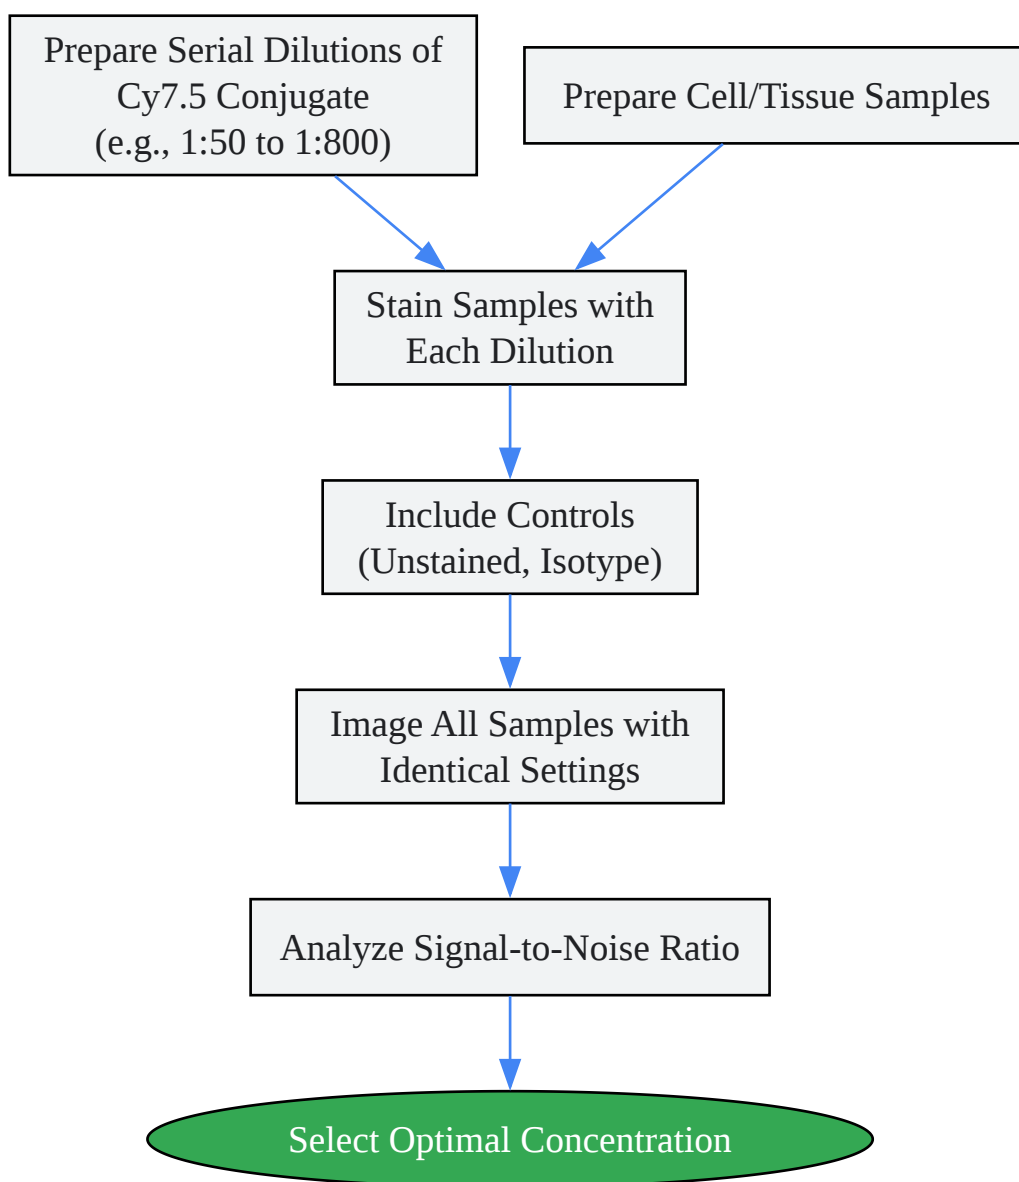 Prepare Serial Dilutions of
Cy7.5 Conjugate
(e.g., 1:50 to 1:800)
Prepare Cell/Tissue Samples
Stain Samples with
Each Dilution
Include Controls
(Unstained, Isotype)
Image All Samples with
Identical Settings
Analyze Signal-to-Noise Ratio
Select Optimal Concentration